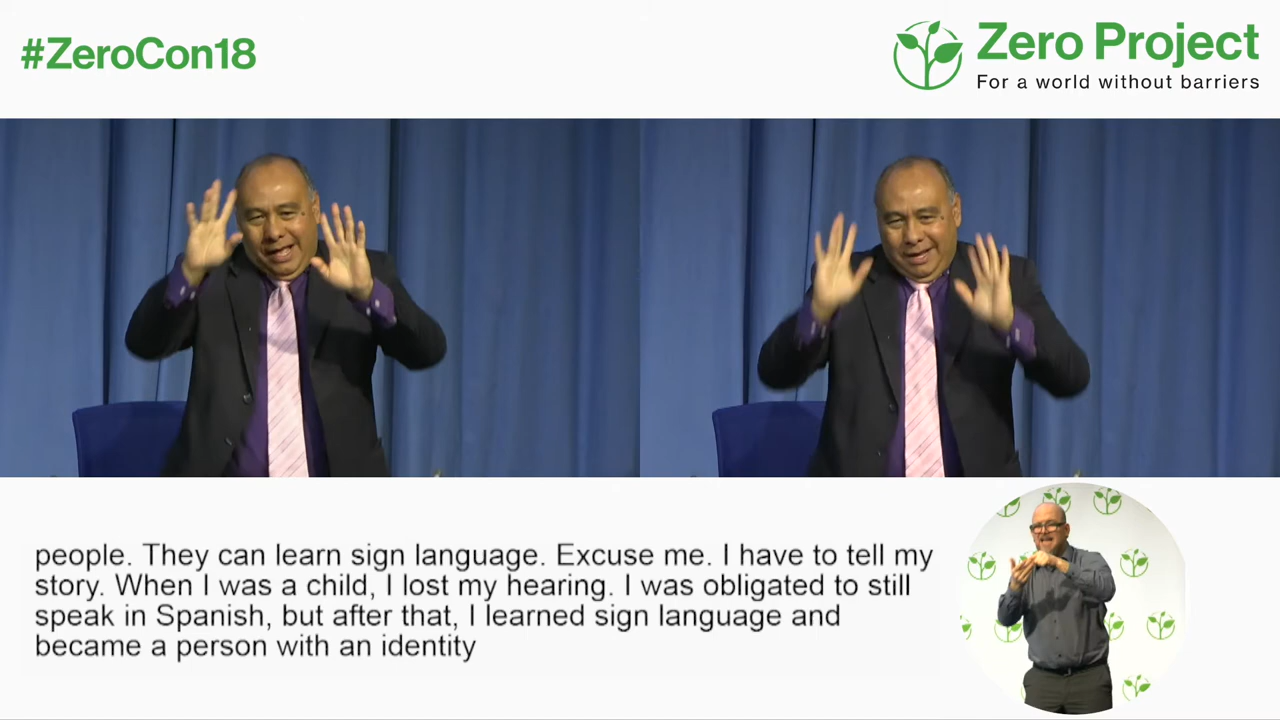 #ZeroCon18
Zero Project
For a world without barriers
people. They can learn sign language. Excuse me. I have to tell my
story. When I was a child, I lost my hearing. I was obligated to still
speak in Spanish, but after that, I learned sign language and
became a person with an identity